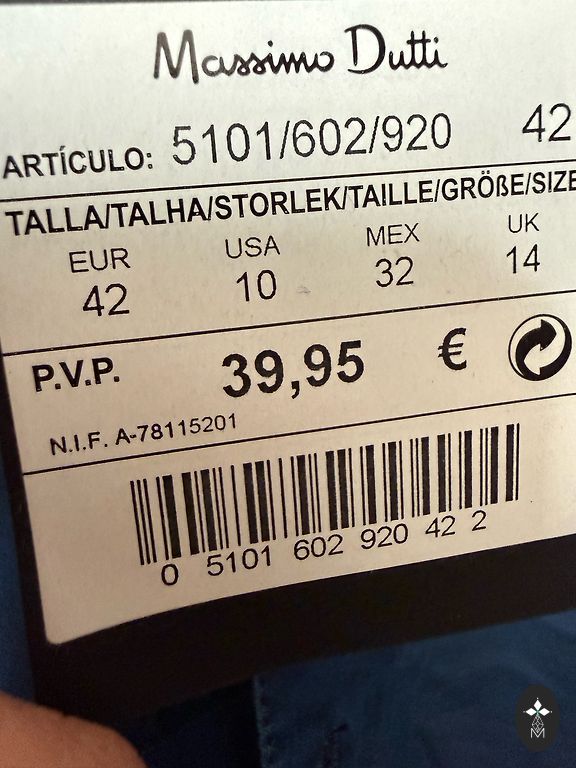 Massimo Dutti
ARTÍCULO: 5101/602/920 42
TALLA/TALHA/STORLEK/TAILLE/GRÖßE/SIZE
EUR USA MEX UK
42 10 32 14
P.V.P. 39,95 €
N.I.F. A-78115201
0 5101 602 920 42 2
M